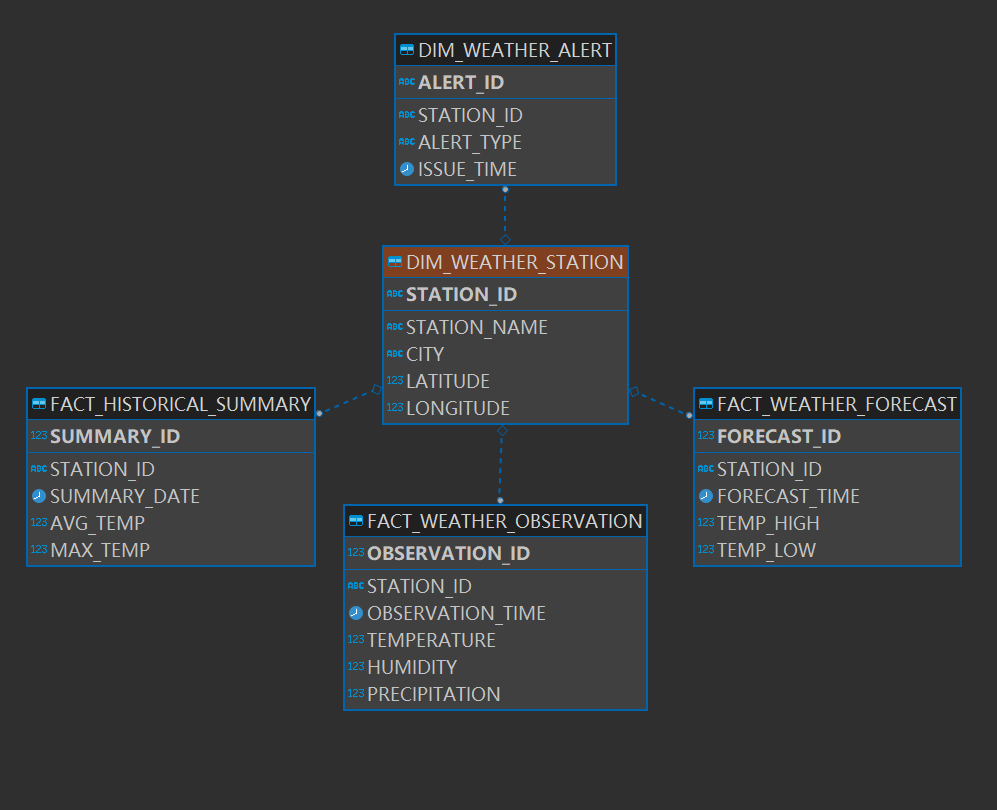 DIM_WEATHER_ALERT
ABC ALERT_ID
ABC STATION_ID
ABC ALERT_TYPE
ISSUE_TIME
DIM_WEATHER_STATION
ABC STATION_ID
ABC STATION_NAME
ABC CITY
123 LATITUDE
123 LONGITUDE
FACT_HISTORICAL_SUMMARY
123 SUMMARY_ID
ABC STATION_ID
SUMMARY_DATE
123 AVG_TEMP
123 MAX_TEMP
FACT_WEATHER_FORECAST
123 FORECAST_ID
ABC STATION_ID
FORECAST_TIME
123 TEMP_HIGH
123 TEMP_LOW
FACT_WEATHER_OBSERVATION
123 OBSERVATION_ID
ABC STATION_ID
OBSERVATION_TIME
123 TEMPERATURE
123 HUMIDITY
123 PRECIPITATION